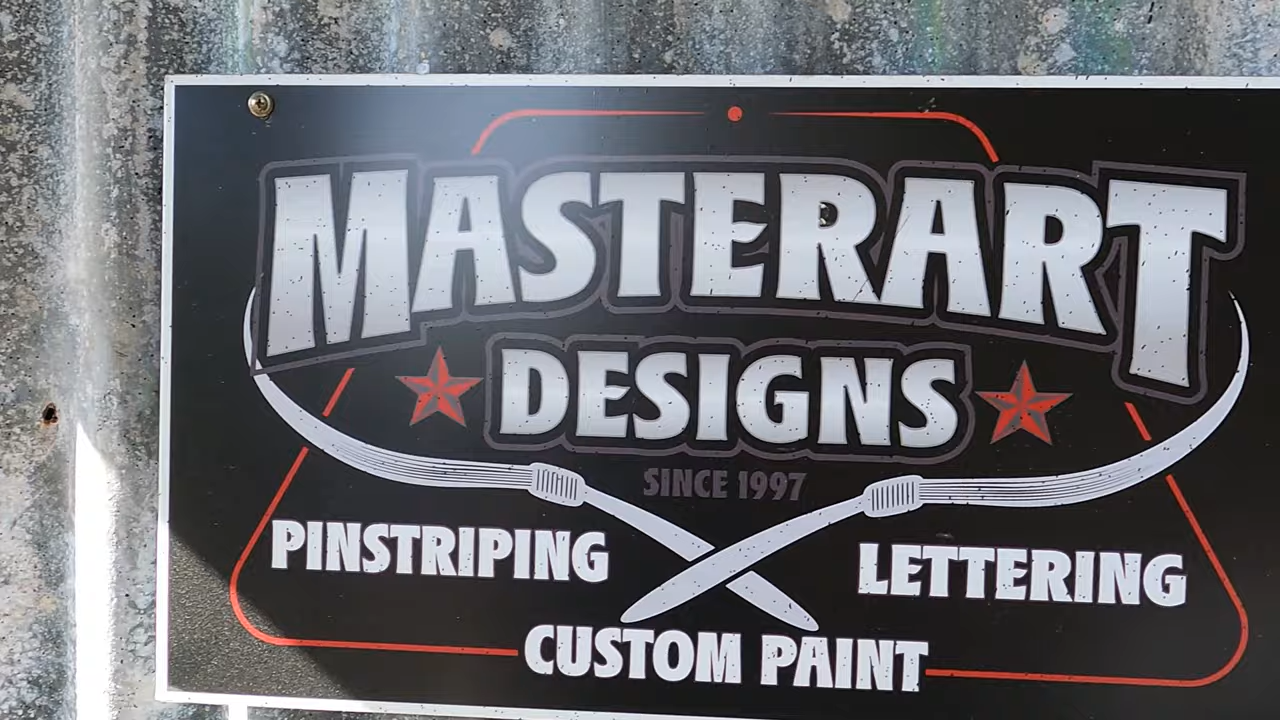 MASTERART
DESIGNS
SINCE 1997
PINSTRIPING
LETTERING
CUSTOM PAINT